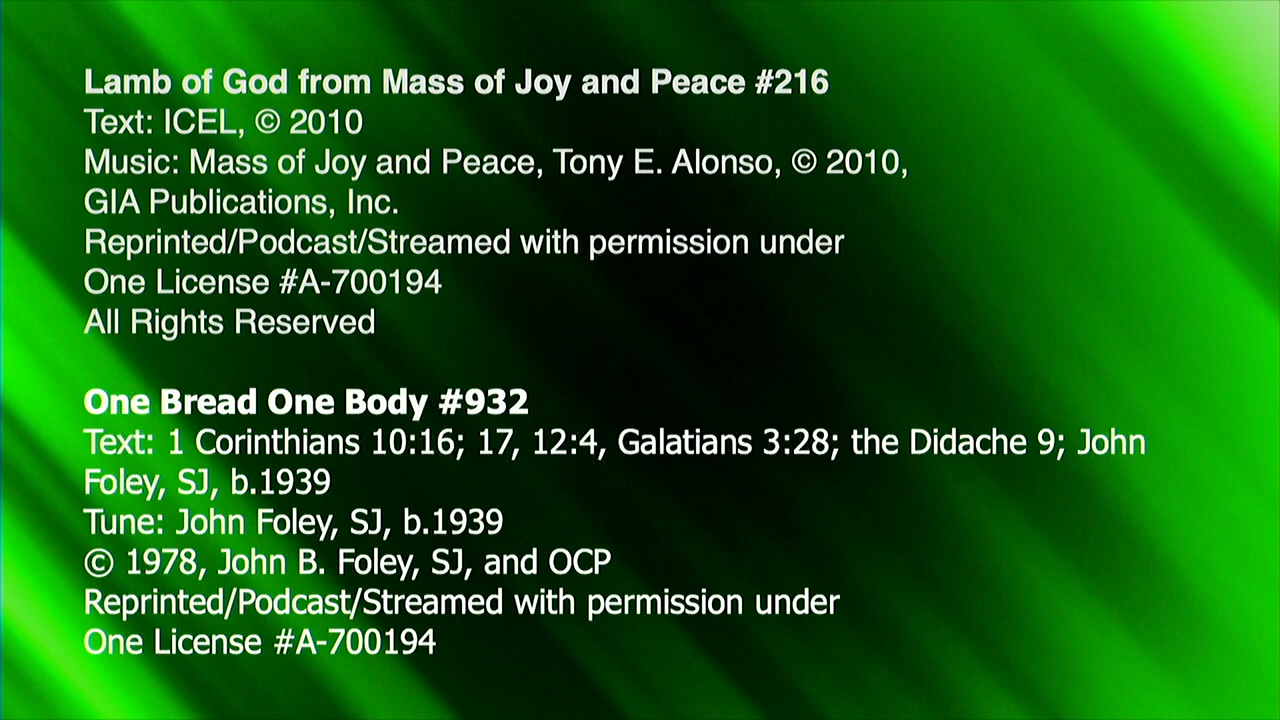 Lamb of God from Mass of Joy and Peace #216
Text: ICEL, © 2010
Music: Mass of Joy and Peace, Tony E. Alonso, © 2010,
GIA Publications, Inc.
Reprinted/Podcast/Streamed with permission under
One License #A-700194
All Rights Reserved
One Bread One Body #932
Text: 1 Corinthians 10:16; 17, 12:4, Galatians 3:28; the Didache 9; John
Foley, SJ, b.1939
Tune: John Foley, SJ, b.1939
© 1978, John B. Foley, SJ, and OCP
Reprinted/Podcast/Streamed with permission under
One License #A-700194